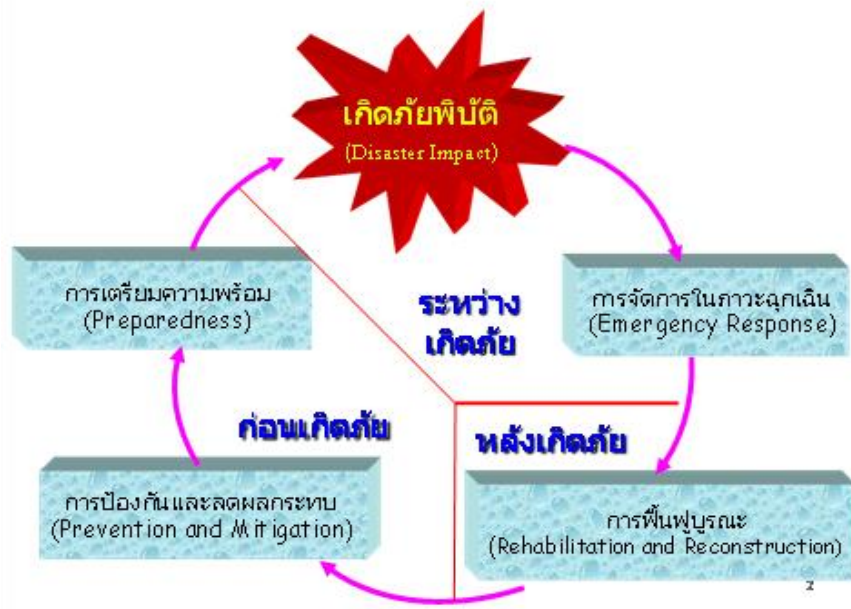 เกิดภัยพิบัติ
(Disaster Impact)
การเตรียมความพร้อม
(Preparedness)
ระหว่าง
เกิดภัย
การจัดการในภาวะฉุกเฉิน
(Emergency Response)
ก่อนเกิดภัย
หลังเกิดภัย
การป้องกันและลดผลกระทบ
(Prevention and Mitigation)
การฟื้นฟูบูรณะ
(Rehabilitation and Reconstruction)